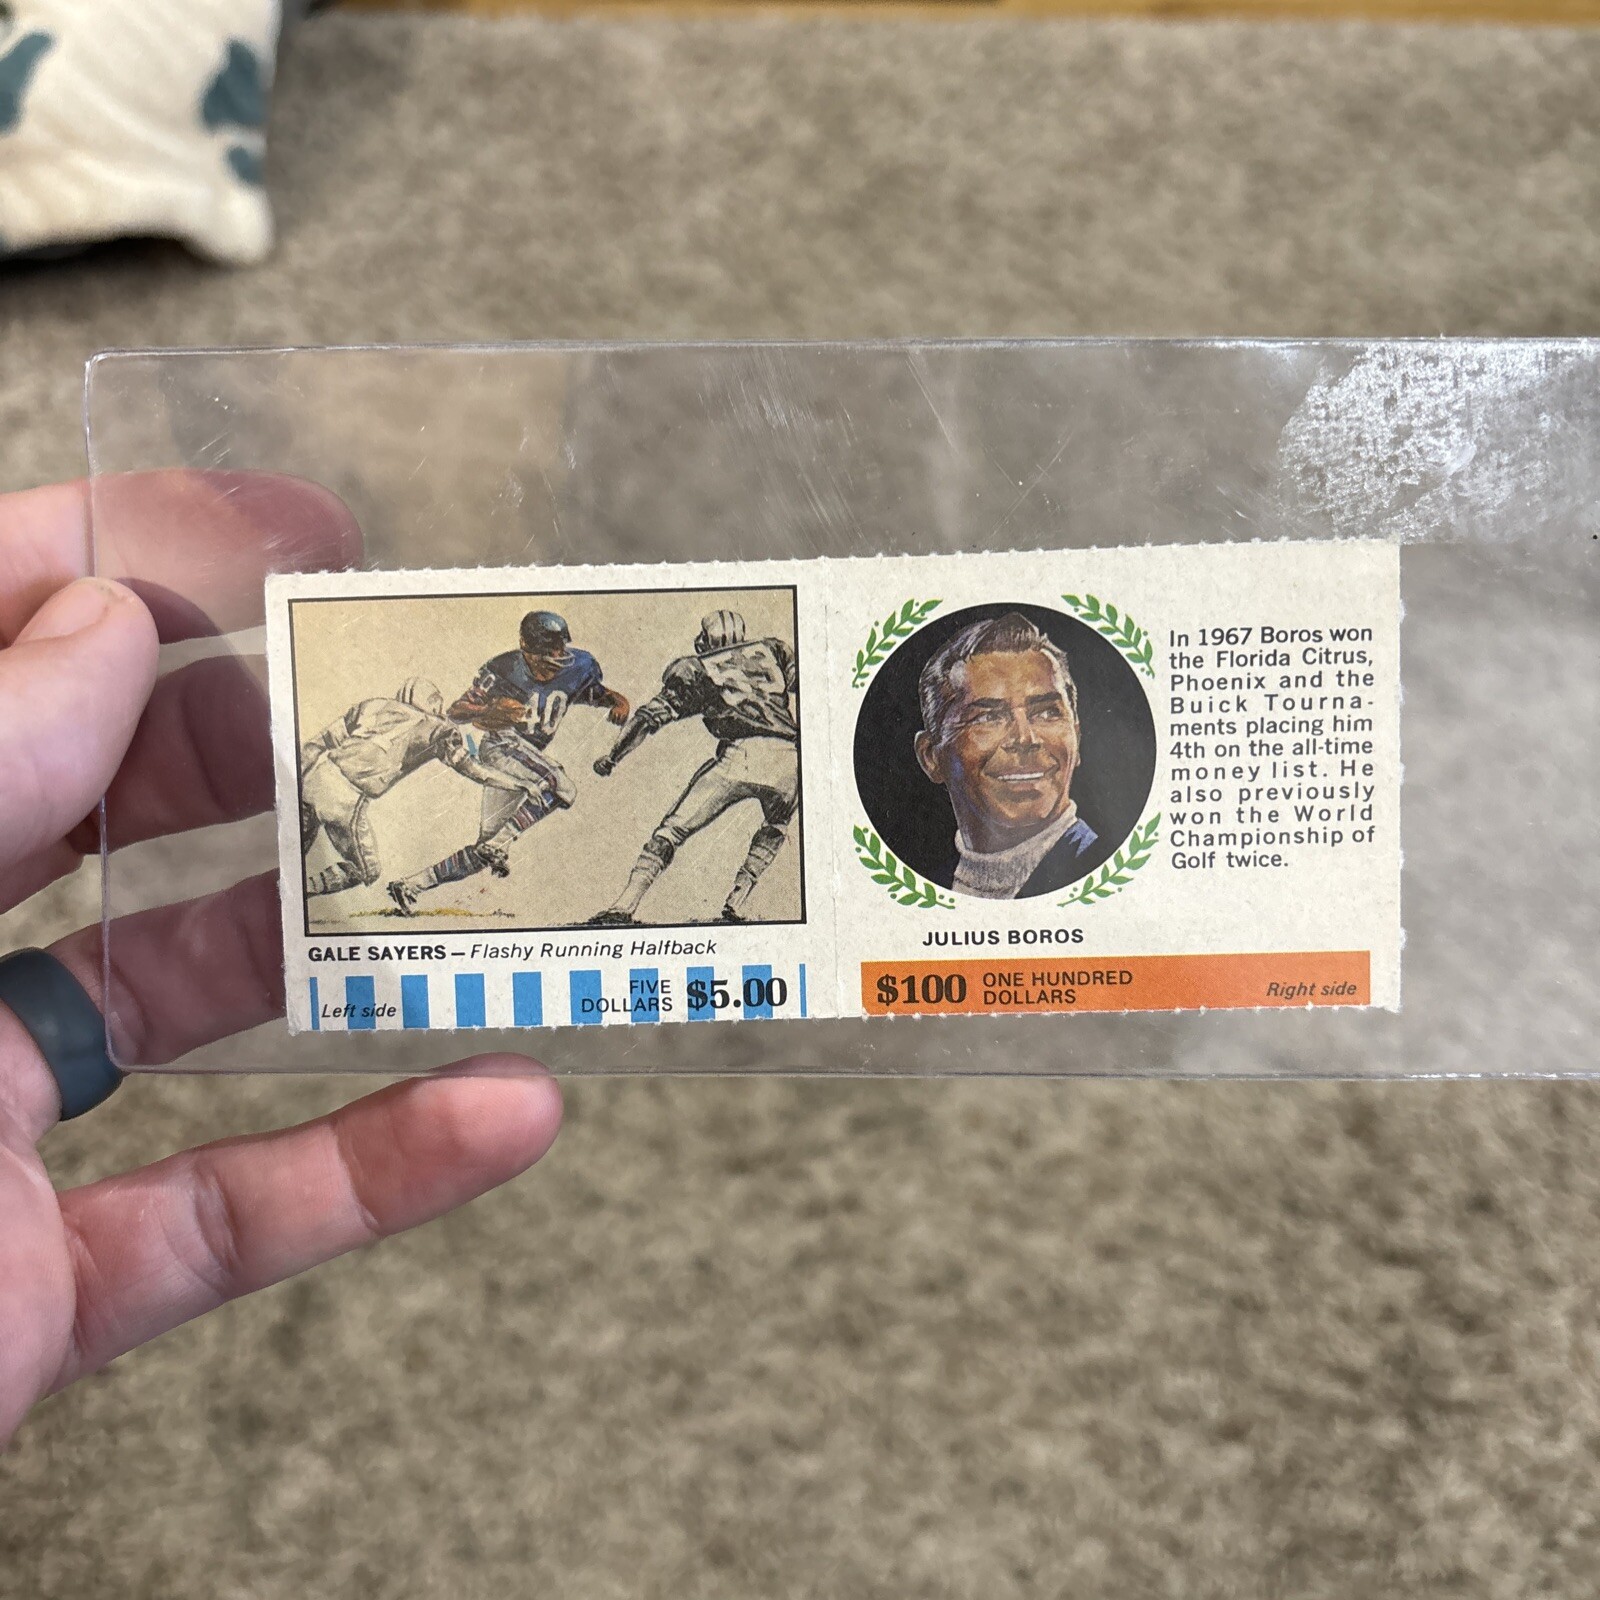 40
GALE SAYERS — Flashy Running Halfback
Left side
FIVE DOLLARS $5.00
In 1967 Boros won
the Florida Citrus,
Phoenix and the
Buick Tourna-
ments placing him
4th on the all-time
money list. He
also previously
won the World
Championship of
Golf twice.
JULIUS BOROS
$100 ONE HUNDRED DOLLARS
Right side